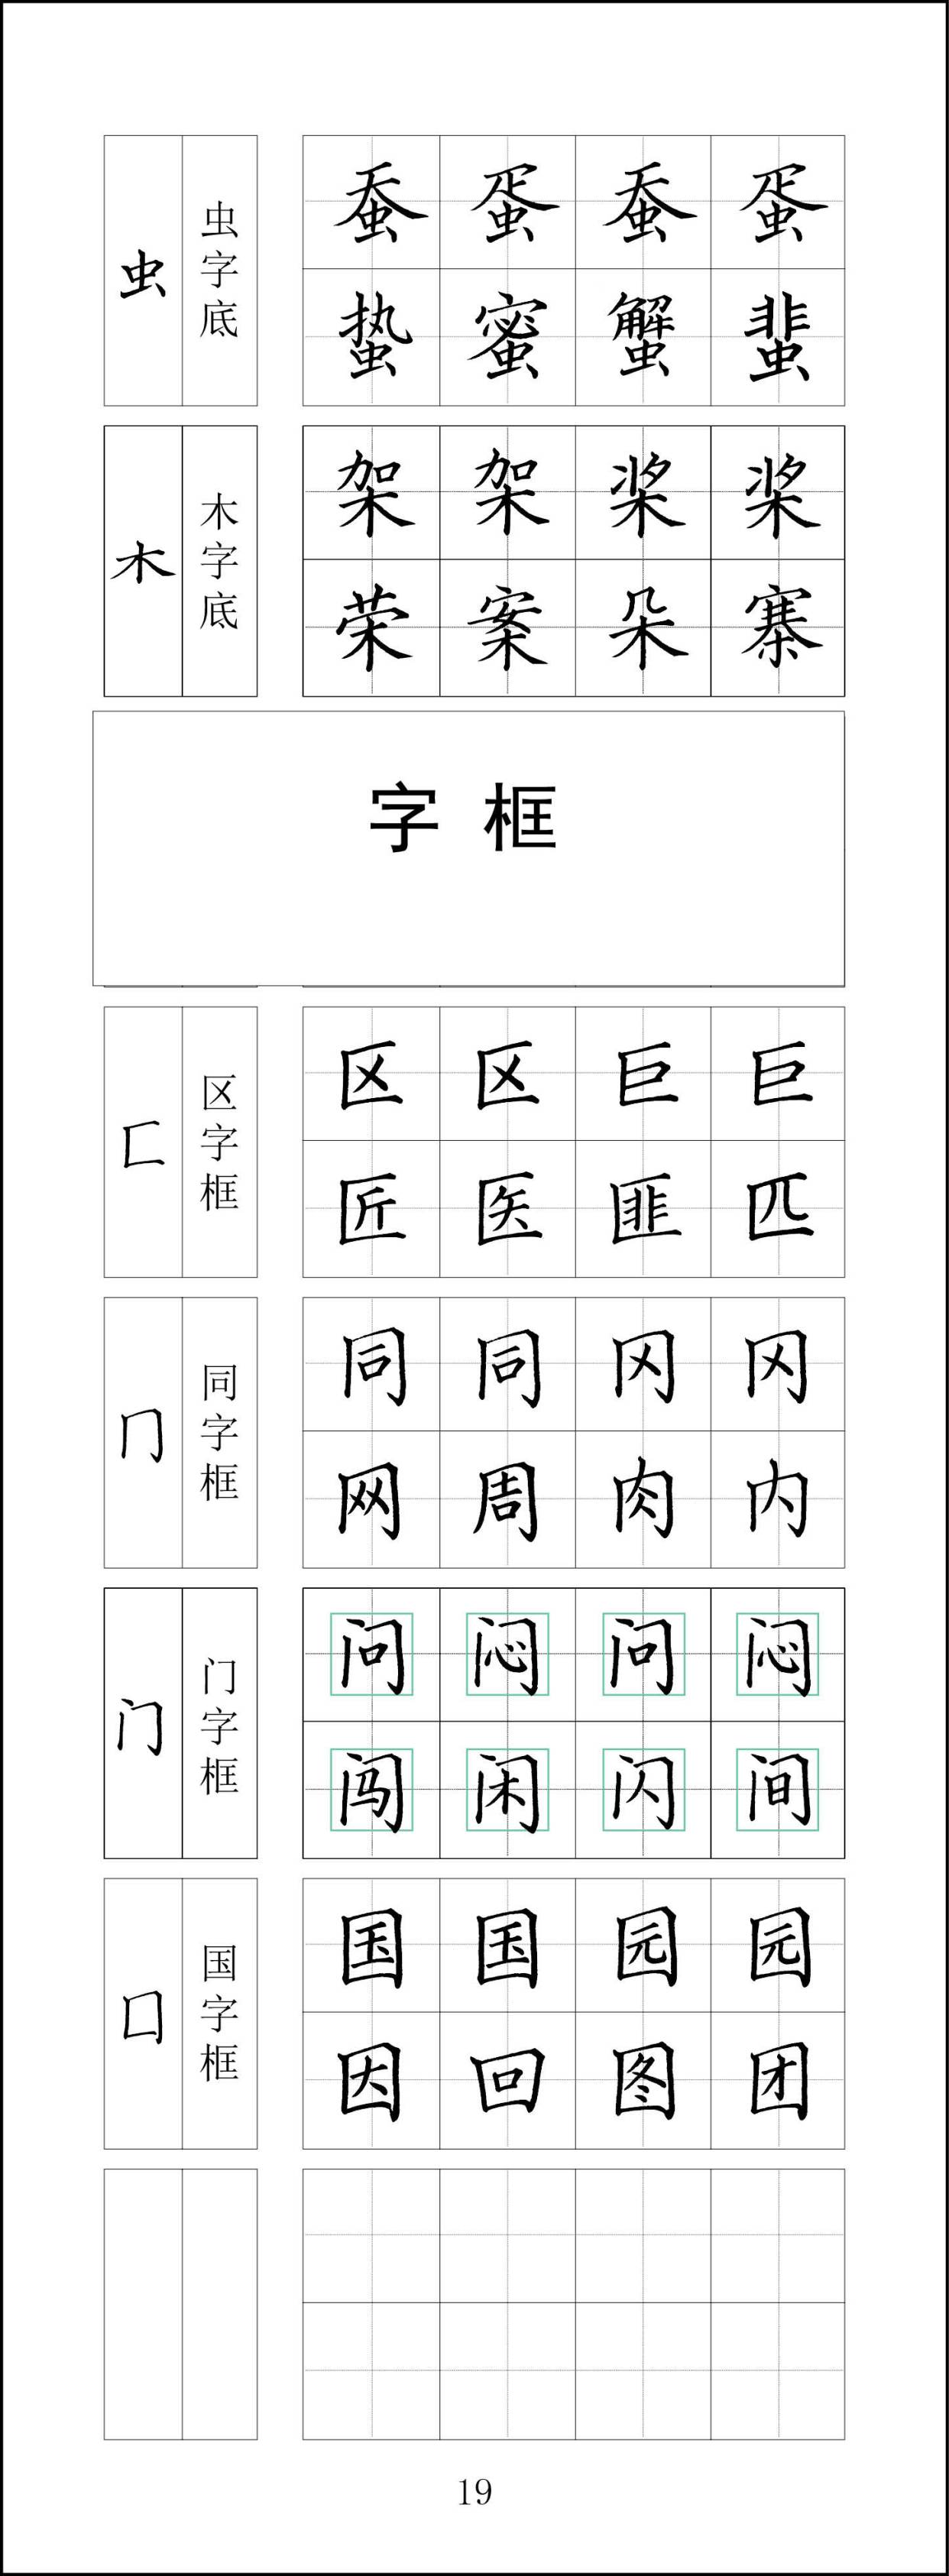 虫 虫字底 蚕 蛋 蚕 蛋
蛰 蜜 蟹 蜚
木 木字底 架 架 桨 桨
荣 案 朵 寨
字 框
匚 区字框 区 区 巨 巨
匠 医 匪 匹
冂 同字框 同 同 冈 冈
网 周 肉 内
门 门字框 问 闷 问 闷
闯 闲 闪 间
囗 国字框 国 国 园 园
因 回 图 团
19